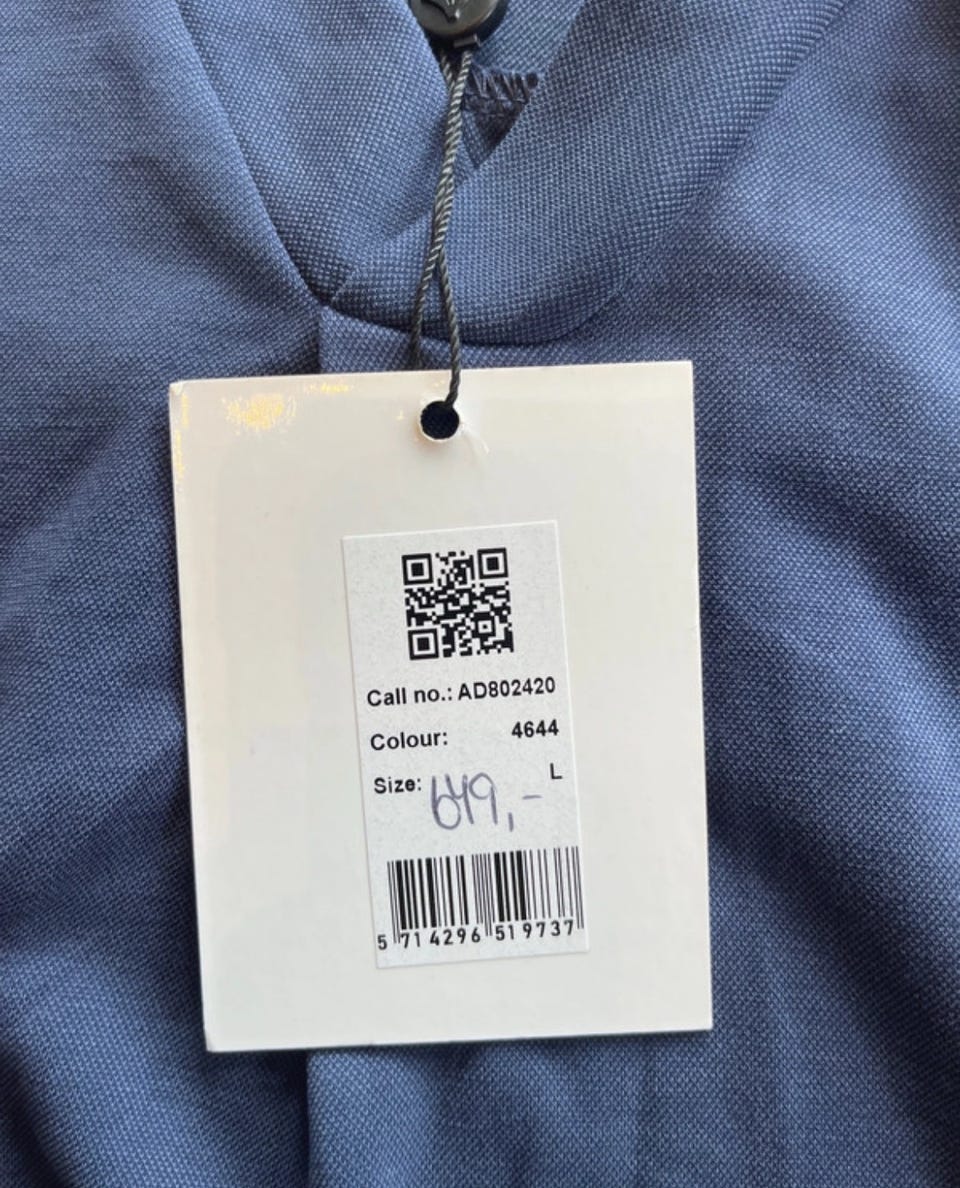 Call no.: AD802420
Colour: 4644
Size: L
649,-
5 714296 519737